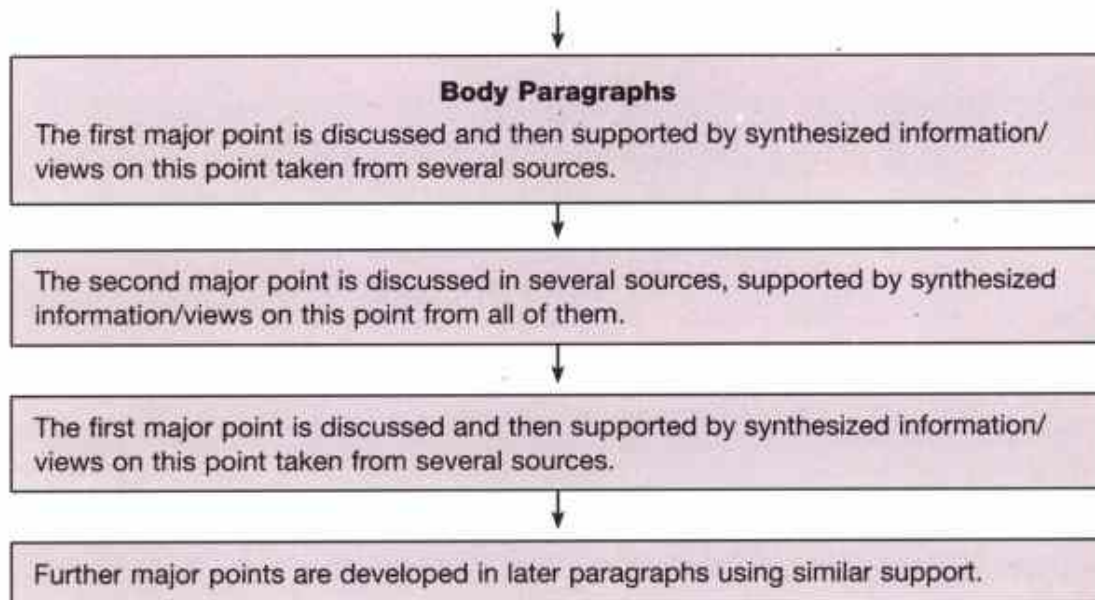 Body Paragraphs
The first major point is discussed and then supported by synthesized information/
views on this point taken from several sources.
The second major point is discussed in several sources, supported by synthesized
information/views on this point from all of them.
The first major point is discussed and then supported by synthesized information/
views on this point taken from several sources.
Further major points are developed in later paragraphs using similar support.